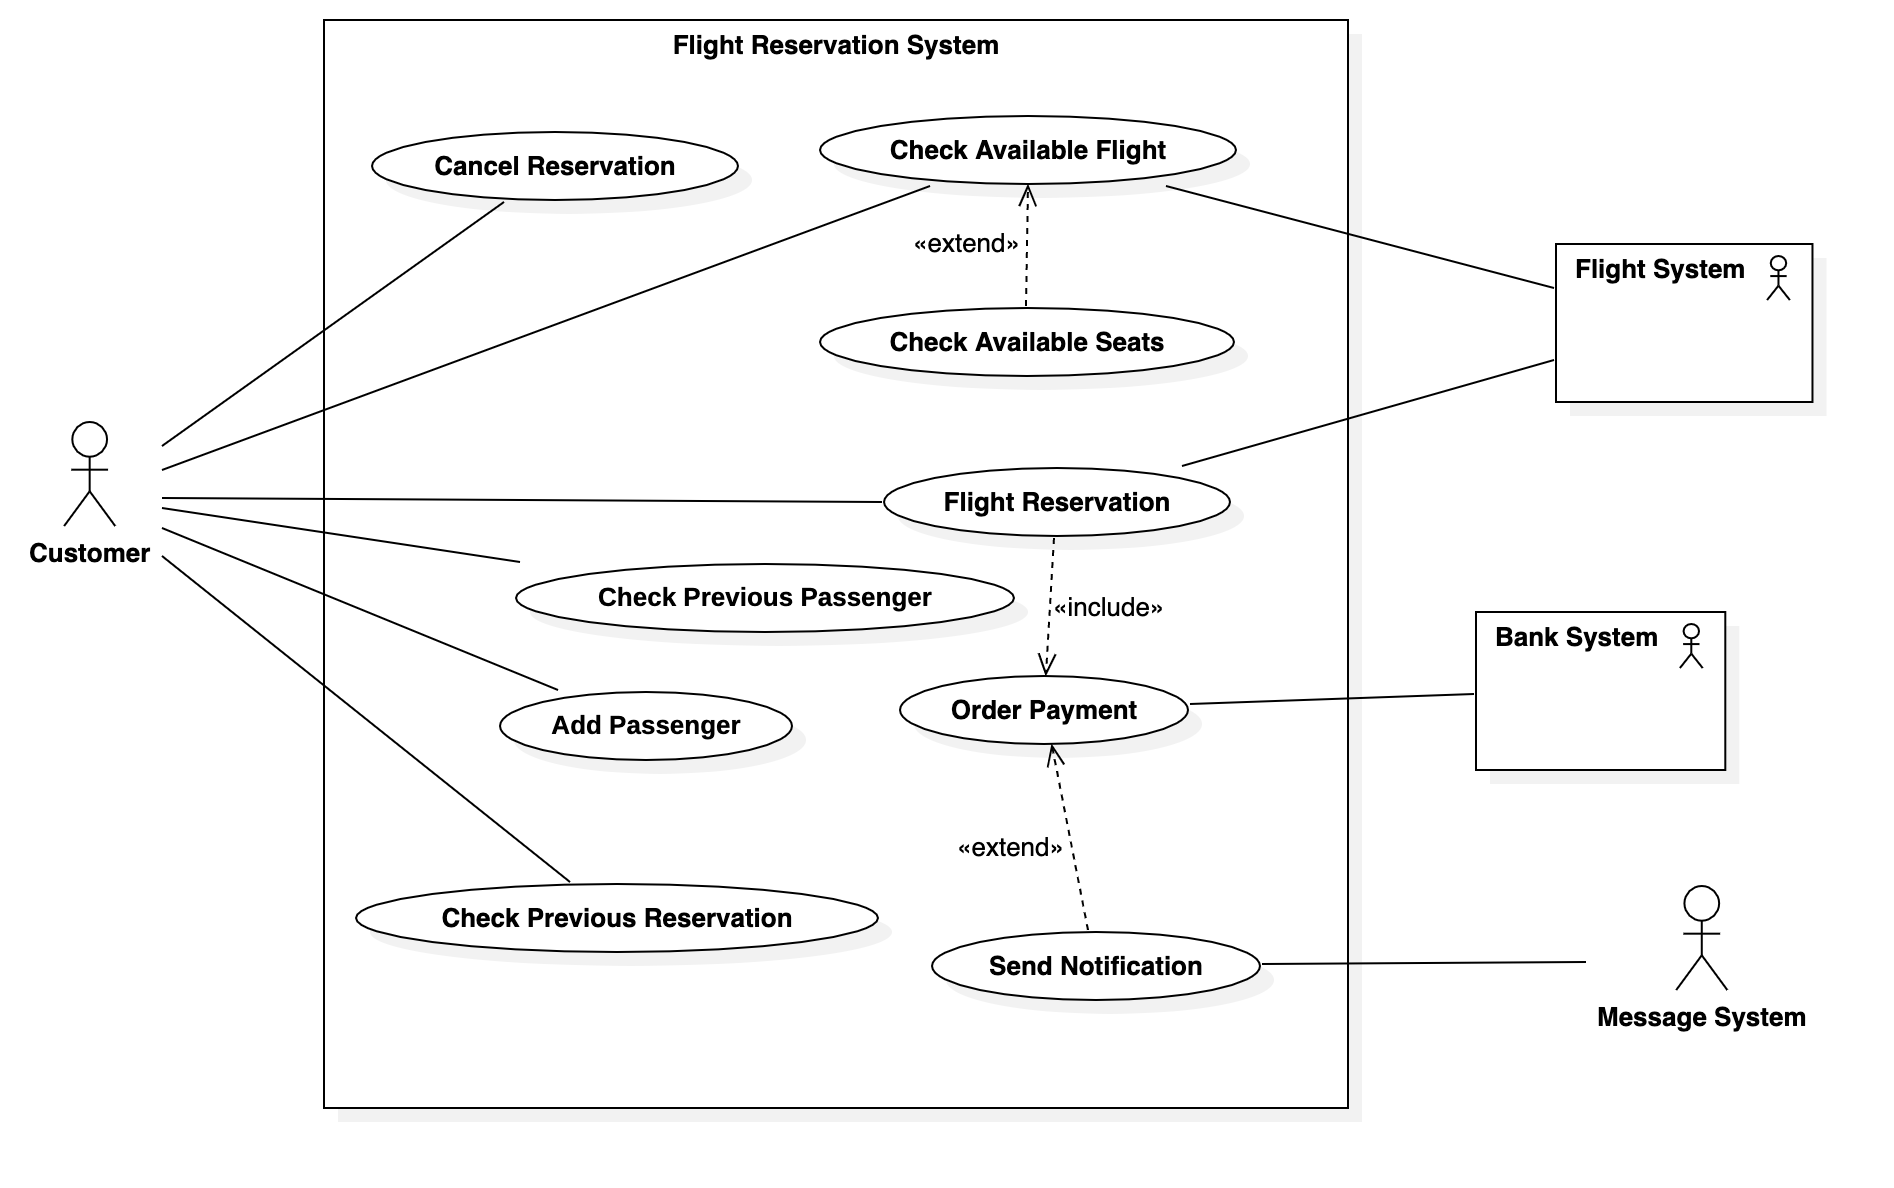 Flight Reservation System
Cancel Reservation
Check Available Flight
«extend»
Flight System
Check Available Seats
Customer
Flight Reservation
Check Previous Passenger
«include»
Bank System
Add Passenger
Order Payment
«extend»
Check Previous Reservation
Send Notification
Message System